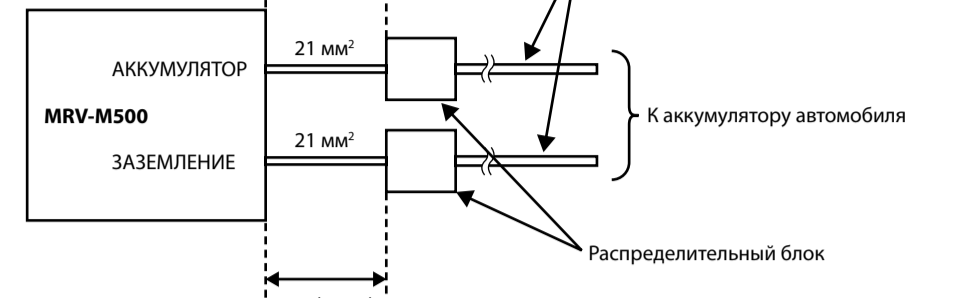 21 мм²
АККУМУЛЯТОР
MRV-M500
К аккумулятору автомобиля
21 мм²
ЗАЗЕМЛЕНИЕ
Распределительный блок